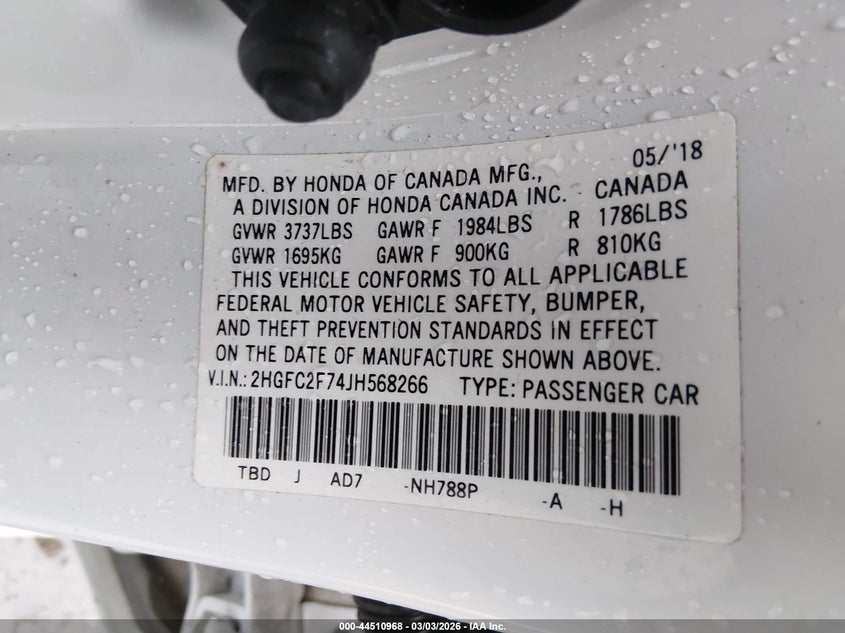 05/'18
MFD. BY HONDA OF CANADA MFG.,
A DIVISION OF HONDA CANADA INC. CANADA
GVWR 3737LBS GAWR F 1984LBS R 1786LBS
GVWR 1695KG GAWR F 900KG R 810KG
THIS VEHICLE CONFORMS TO ALL APPLICABLE
FEDERAL MOTOR VEHICLE SAFETY, BUMPER,
AND THEFT PREVENTION STANDARDS IN EFFECT
ON THE DATE OF MANUFACTURE SHOWN ABOVE.
V.I.N.: 2HGFC2F74JH568266 TYPE: PASSENGER CAR
TBD J AD7 -NH788P -A -H
000-44510968 - 03/03/2026 - IAA Inc.